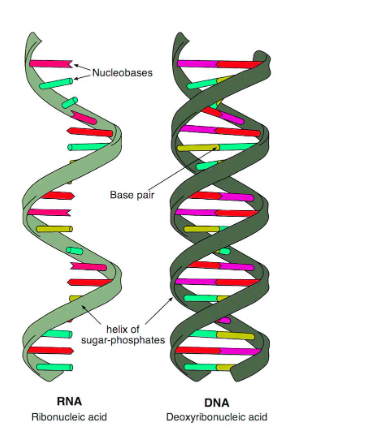 Nucleobases
Base pair
helix of
sugar-phosphates
RNA
Ribonucleic acid
DNA
Deoxyribonucleic acid